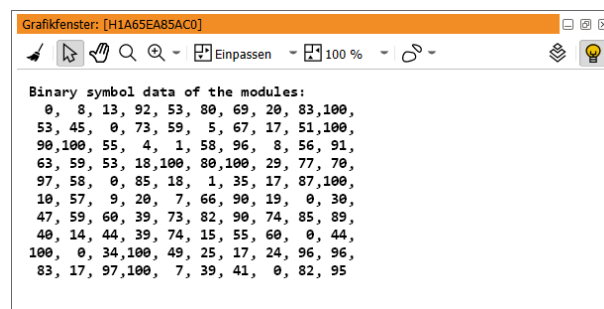 Grafikfenster: [H1A65EA85AC0]
Einpassen 100 %
Binary symbol data of the modules:
0, 8, 13, 92, 53, 80, 69, 20, 83,100,
53, 45, 0, 73, 59, 5, 67, 17, 51,100,
90,100, 55, 4, 1, 58, 96, 8, 56, 91,
63, 59, 53, 18,100, 80,100, 29, 77, 70,
97, 58, 0, 85, 18, 1, 35, 17, 87,100,
10, 57, 9, 20, 7, 66, 90, 19, 0, 30,
47, 59, 60, 39, 73, 82, 90, 74, 85, 89,
40, 14, 44, 39, 74, 15, 55, 60, 0, 44,
100, 0, 34,100, 49, 25, 17, 24, 96, 96,
83, 17, 97,100, 7, 39, 41, 0, 82, 95